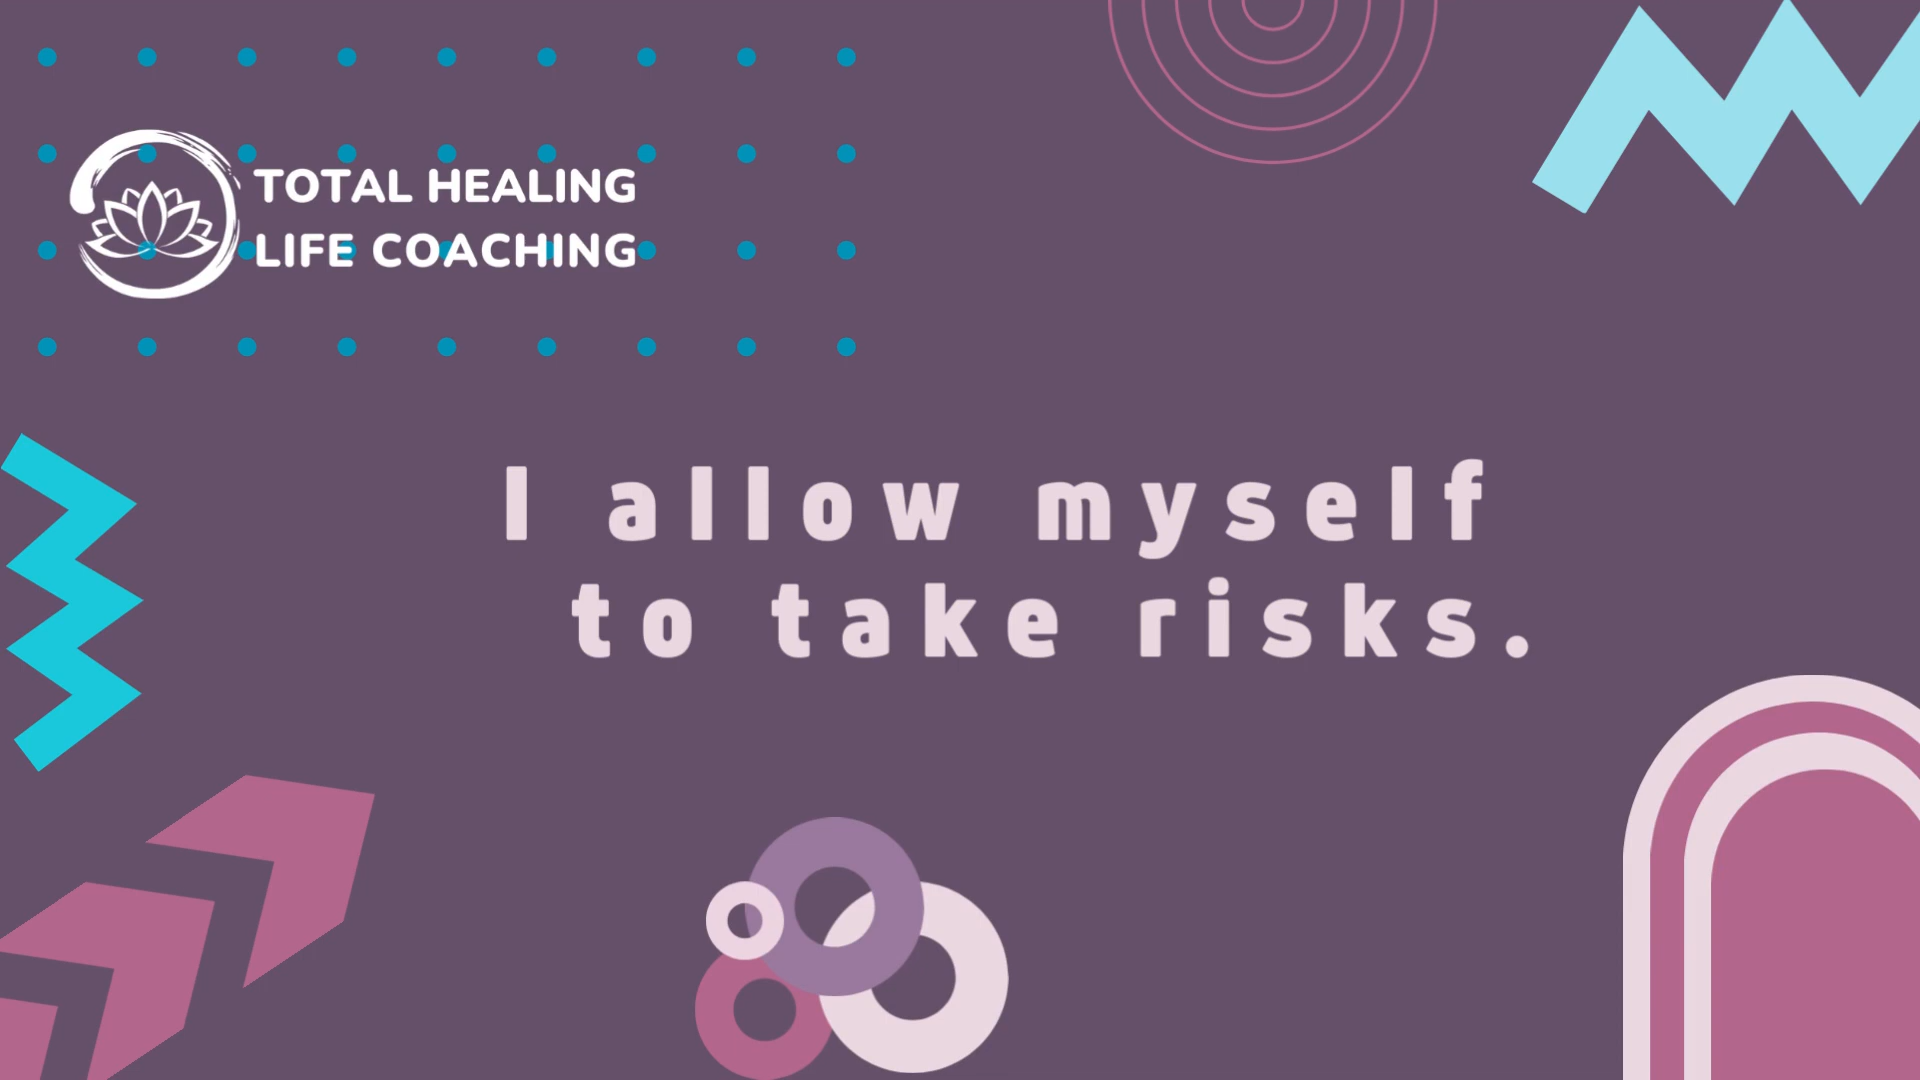 TOTAL HEALING
LIFE COACHING
I allow myself
to take risks.